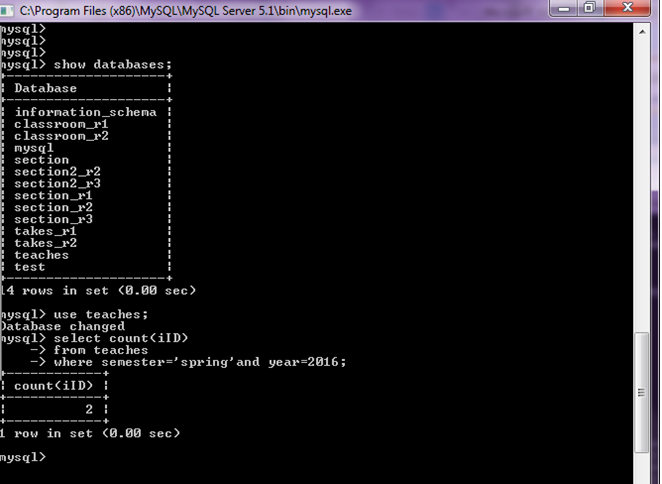 C:\Program Files (x86)\MySQL\MySQL Server 5.1\bin\mysql.exe
mysql>
mysql>
mysql>
mysql> show databases;
+--------------------+
| Database           |
+--------------------+
| information_schema |
| classroom_r1       |
| classroom_r2       |
| mysql              |
| section            |
| section2_r2        |
| section2_r3        |
| section_r1         |
| section_r2         |
| section_r3         |
| takes_r1           |
| takes_r2           |
| teaches            |
| test               |
+--------------------+
14 rows in set (0.00 sec)
mysql> use teaches;
Database changed
mysql> select count(iID)
    -> from teaches
    -> where semester='spring'and year=2016;
+------------+
| count(iID) |
+------------+
|          2 |
+------------+
1 row in set (0.00 sec)
mysql>